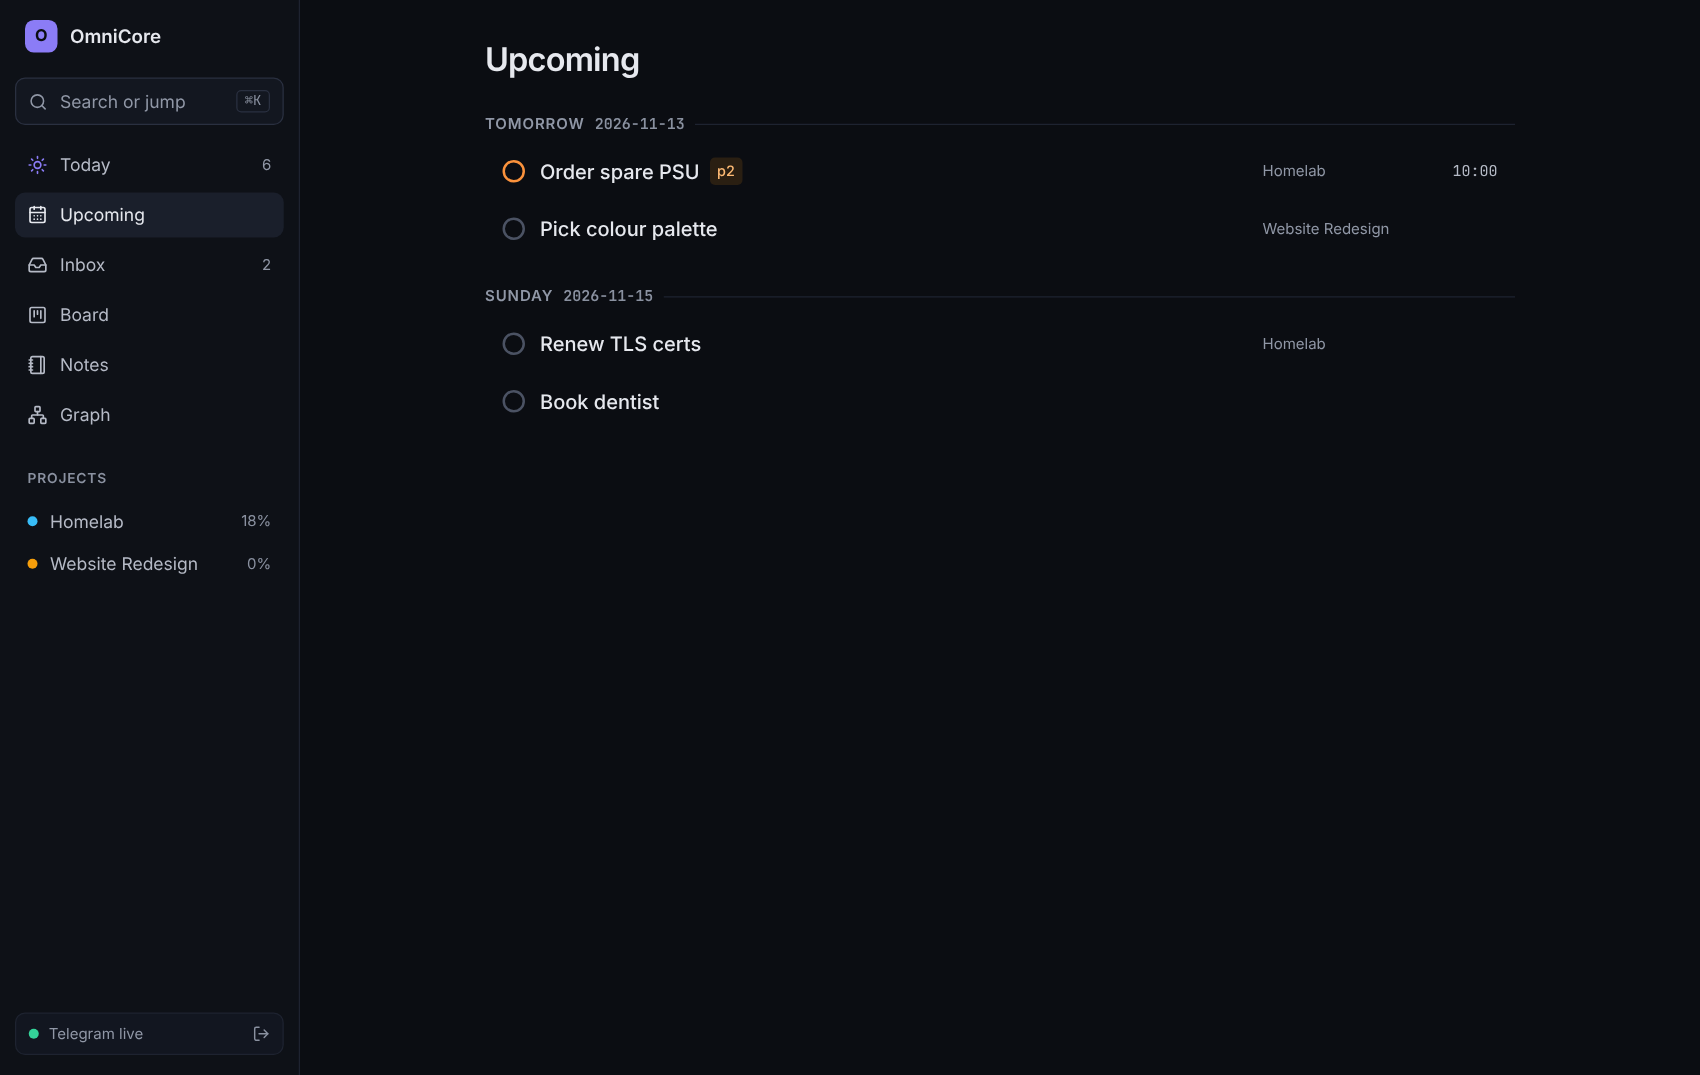 O OmniCore
Search or jump ⌘K
Today 6
Upcoming
Inbox 2
Board
Notes
Graph
PROJECTS
Homelab 18%
Website Redesign 0%
Telegram live
Upcoming
TOMORROW 2026-11-13
Order spare PSU p2 Homelab 10:00
Pick colour palette Website Redesign
SUNDAY 2026-11-15
Renew TLS certs Homelab
Book dentist